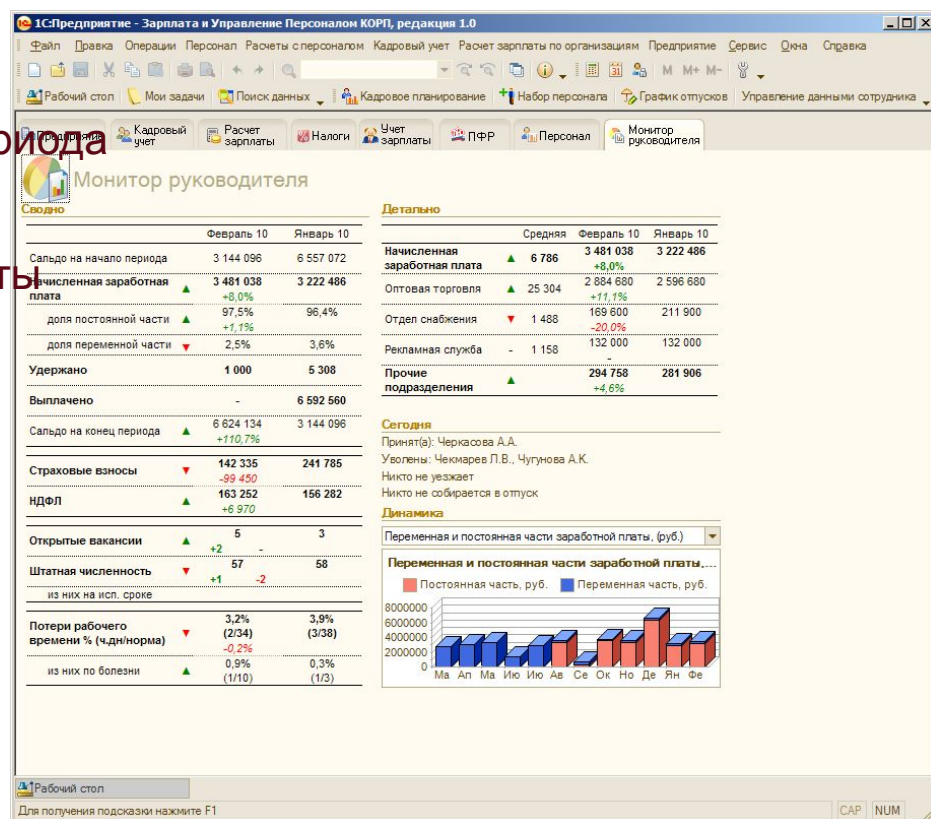 1С:Предприятие - Зарплата и Управление Персоналом КОРП, редакция 1.0
Файл Правка Операции Персонал Расчеты с персоналом Кадровый учет Расчет зарплаты по организациям Предприятие Сервис Окна Справка
M M+ M-
Рабочий стол Мои задачи Поиск данных Кадровое планирование Набор персонала График отпусков Управление данными сотрудника
риода
Предприятие Кадровый учет Расчет зарплаты Налоги Учет зарплаты ПФР Персонал Монитор руководителя
Монитор руководителя
Сводно
Февраль 10 Январь 10
Сальдо на начало периода 3 144 096 6 557 072
ты
Начисленная заработная плата 3 481 038 3 222 486
+8,0%
доля постоянной части 97,5% 96,4%
+1,1%
доля переменной части 2,5% 3,6%
Удержано 1 000 5 308
Выплачено - 6 592 560
Сальдо на конец периода 6 624 134 3 144 096
+110,7%
Страховые взносы 142 335 241 785
-99 450
НДФЛ 163 252 156 282
+6 970
Открытые вакансии 5 3
+2 -
Штатная численность 57 58
+1 -2
из них на исп. сроке
Потери рабочего времени % (ч.дн/норма) 3,2% 3,9%
(2/34) (3/38)
-0,2%
из них по болезни 0,9% 0,3%
(1/10) (1/3)
Детально
Средняя Февраль 10 Январь 10
Начисленная заработная плата 6 786 3 481 038 3 222 486
+8,0%
Оптовая торговля 25 304 2 884 680 2 596 680
+11,1%
Отдел снабжения 1 488 169 600 211 900
-20,0%
Рекламная служба - 1 158 132 000 132 000
-
Прочие подразделения 294 758 281 906
+4,6%
Сегодня
Принят(а): Черкасова А.А.
Уволены: Чекмарев Л.В., Чугунова А.К.
Никто не уезжает
Никто не собирается в отпуск
Динамика
Переменная и постоянная части заработной платы, (руб.)
Переменная и постоянная части заработной платы,...
Постоянная часть, руб. Переменная часть, руб.
8000000
6000000
4000000
2000000
0
Ма Ап Ма Ию Ию Ав Се Ок Но Де Ян Фе
Рабочий стол
Для получения подсказки нажмите F1
CAP NUM